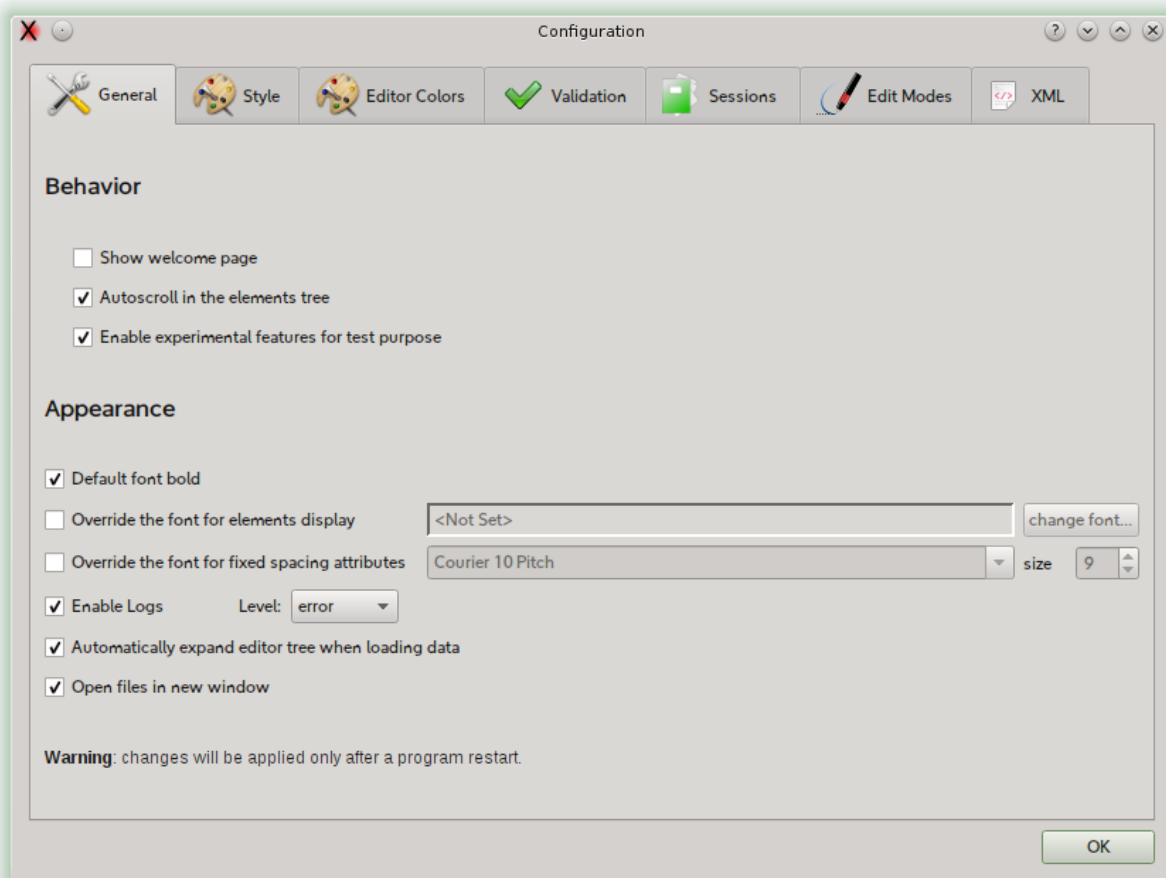 Configuration
General Style Editor Colors Validation Sessions Edit Modes XML
Behavior
Show welcome page
Autoscroll in the elements tree
Enable experimental features for test purpose
Appearance
Default font bold
Override the font for elements display <Not Set> change font...
Override the font for fixed spacing attributes Courier 10 Pitch size 9
Enable Logs Level: error
Automatically expand editor tree when loading data
Open files in new window
Warning: changes will be applied only after a program restart.
OK